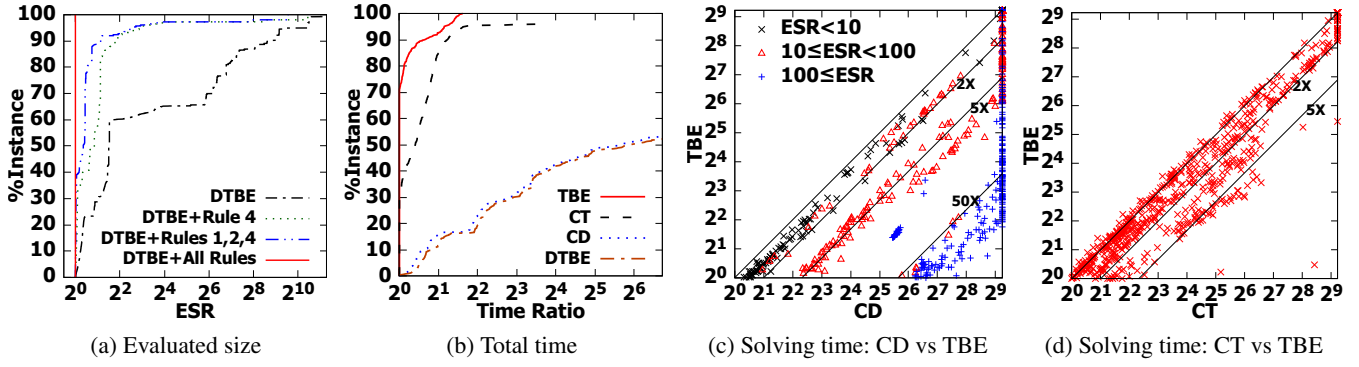 %Instance
100
90
80
70
60
50
40
30
20
10
0
DTBE
DTBE+Rule 4
DTBE+Rules 1,2,4
DTBE+All Rules
2^0 2^2 2^4 2^6 2^8 2^10
ESR
(a) Evaluated size
%Instance
100
90
80
70
60
50
40
30
20
10
0
TBE
CT
CD
DTBE
2^0 2^1 2^2 2^3 2^4 2^5 2^6
Time Ratio
(b) Total time
TBE
2^9
2^8
2^7
2^6
2^5
2^4
2^3
2^2
2^1
2^0
ESR<10
10≤ESR<100
100≤ESR
2X
5X
50X
2^0 2^1 2^2 2^3 2^4 2^5 2^6 2^7 2^8 2^9
CD
(c) Solving time: CD vs TBE
TBE
2^9
2^8
2^7
2^6
2^5
2^4
2^3
2^2
2^1
2^0
2X
5X
2^0 2^1 2^2 2^3 2^4 2^5 2^6 2^7 2^8 2^9
CT
(d) Solving time: CT vs TBE